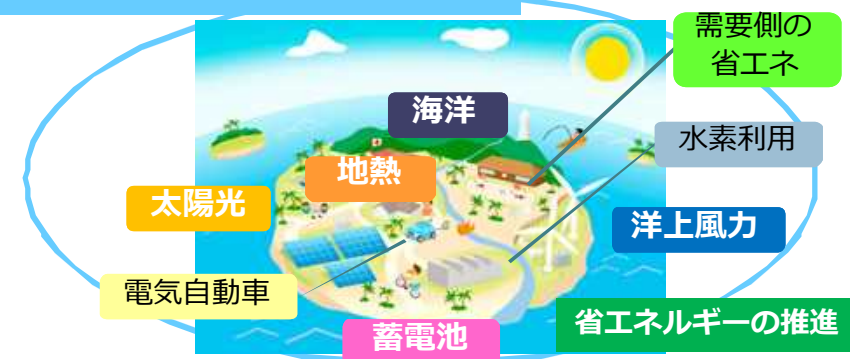 需要側の
省エネ
海洋
水素利用
地熱
太陽光
洋上風力
電気自動車
省エネルギーの推進
蓄電池